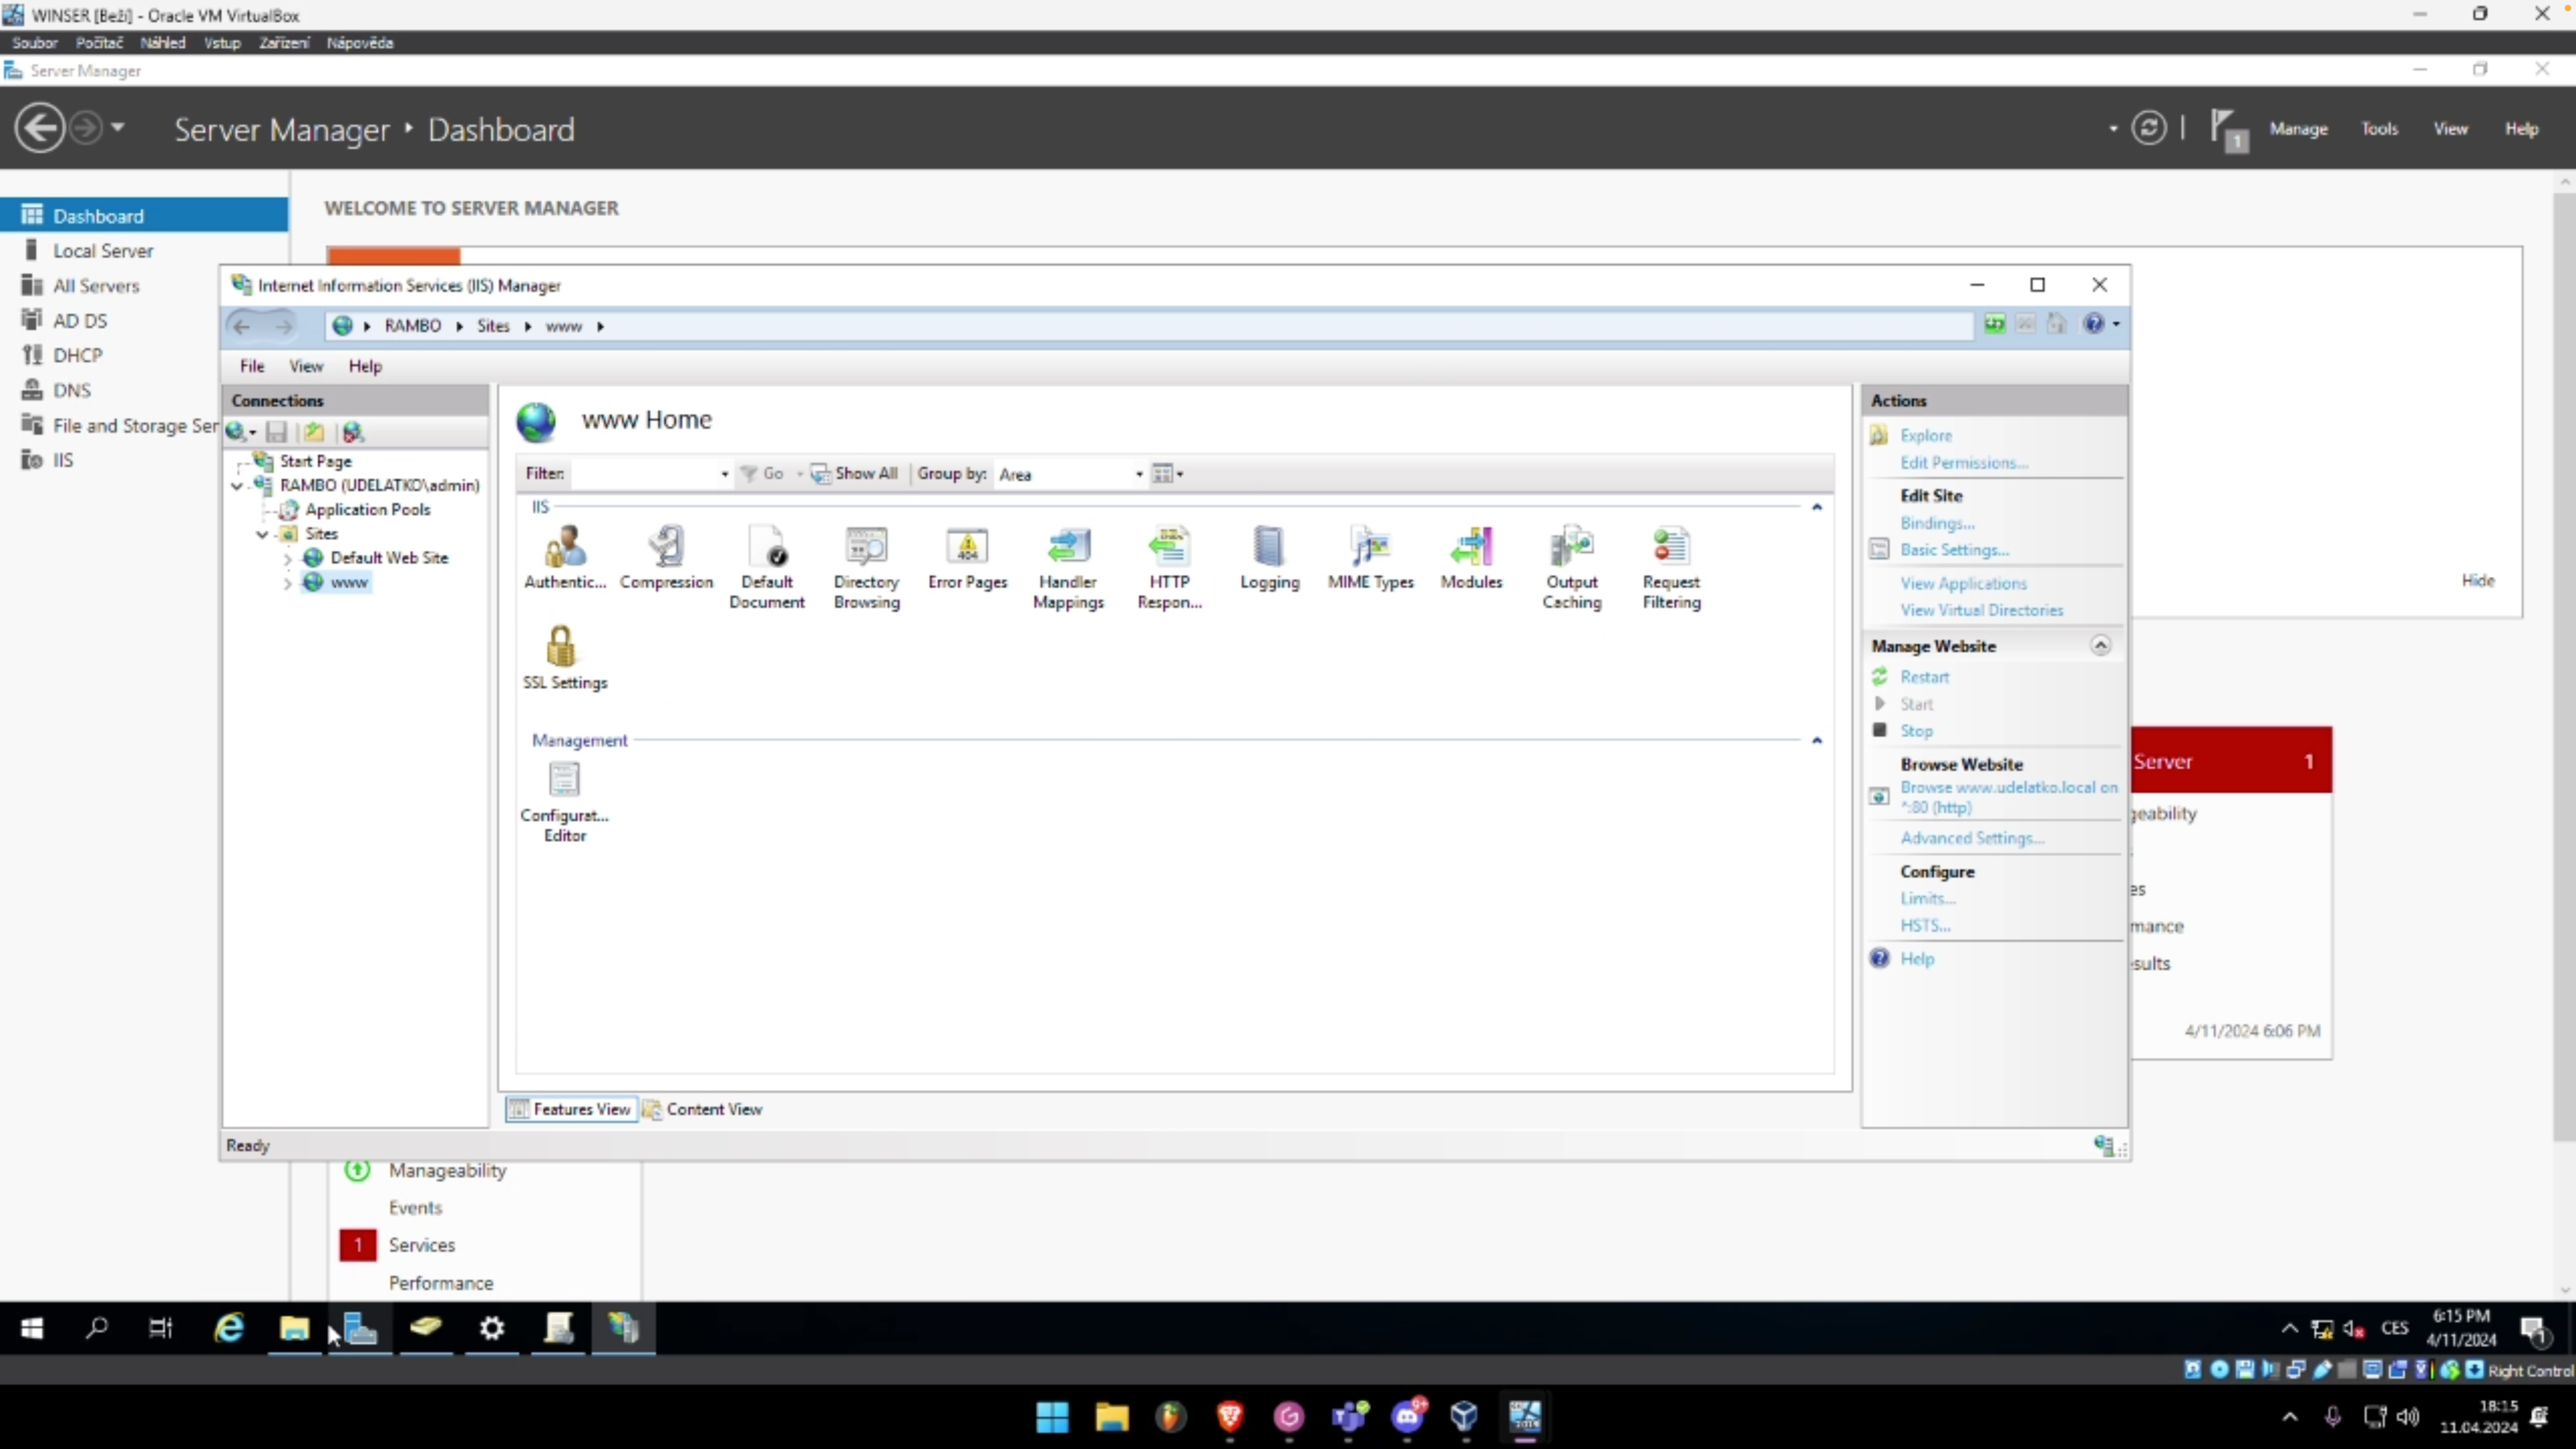 WINSER [Běží] - Oracle VM VirtualBox
Soubor Počítač Náhled Vstup Zařízení Nápověda
Server Manager
Server Manager Dashboard
1
Manage Tools View Help
Dashboard
Local Server
All Servers
AD DS
DHCP
DNS
File and Storage Ser
IIS
WELCOME TO SERVER MANAGER
Internet Information Services (IIS) Manager
RAMBO Sites www
File View Help
Connections
Start Page
RAMBO (UDELATKO\admin)
Application Pools
Sites
Default Web Site
www
www Home
Filter: Go Show All Group by: Area
IIS
Authentic...
Compression
Default
Document
Directory
Browsing
Error Pages
Handler
Mappings
HTTP
Respon...
Logging
MIME Types
Modules
Output
Caching
Request
Filtering
SSL Settings
Management
Configurat...
Editor
Features View
Content View
Ready
Actions
Explore
Edit Permissions...
Edit Site
Bindings...
Basic Settings...
View Applications
View Virtual Directories
Manage Website
Restart
Start
Stop
Browse Website
Browse www.udelatko.local on
*:80 (http)
Advanced Settings...
Configure
Limits...
HSTS...
Help
Hide
Server 1
geability
es
mance
sults
4/11/2024 6:06 PM
Manageability
Events
1 Services
Performance
CES
6:15 PM
4/11/2024
1
Right Control
9+
18:15
11.04.2024